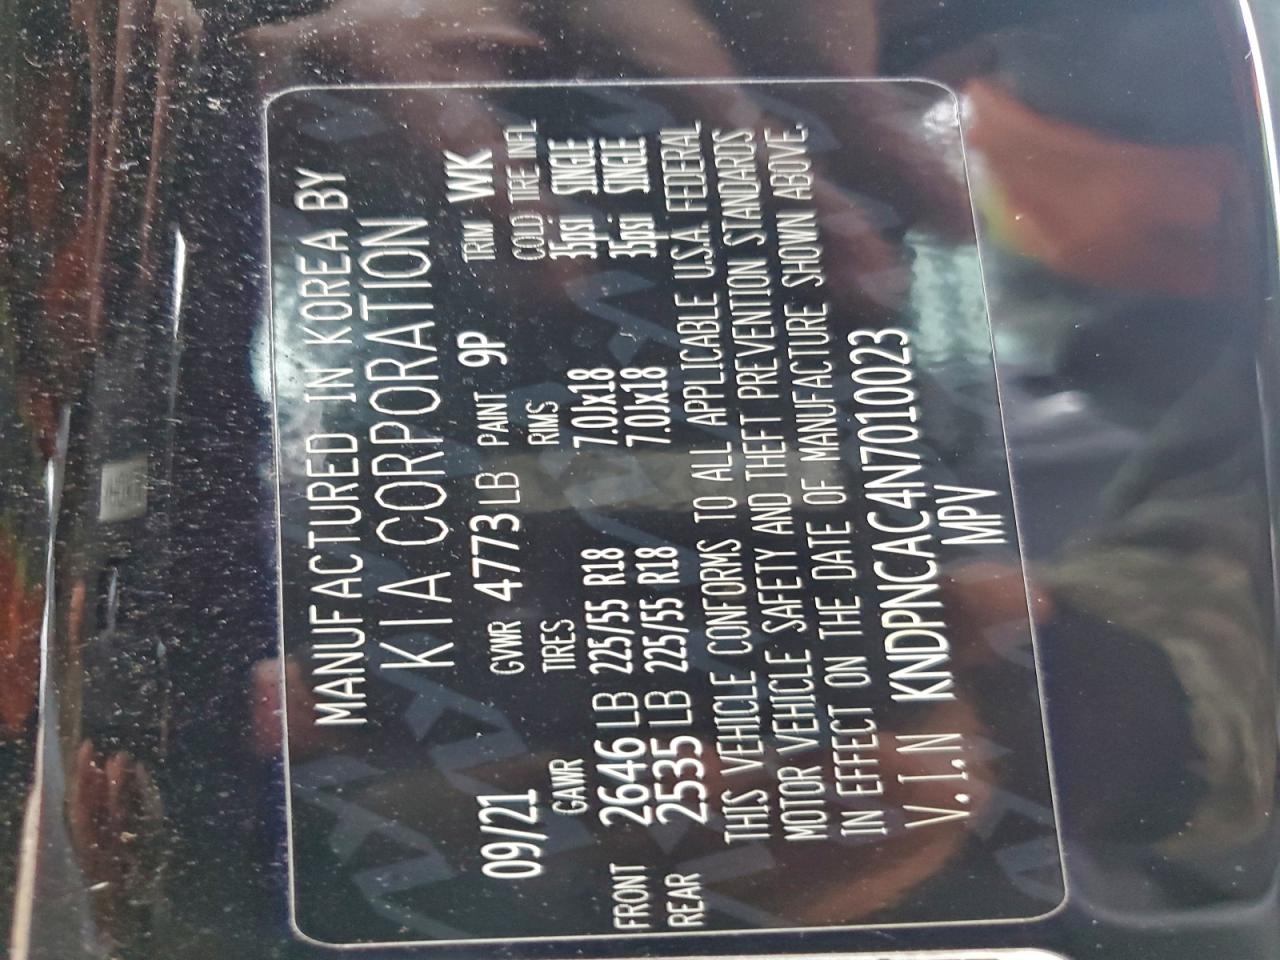 MANUFACTURED IN KOREA BY
KIA CORPORATION
09/21 GVWR 4773 LB PAINT 9P TRIM WK
GAWR TIRES RIMS COLD TIRE INFL
FRONT 2646 LB 225/55 R18 7.0Jx18 35psi SINGLE
REAR 2535 LB 225/55 R18 7.0Jx18 35psi SINGLE
THIS VEHICLE CONFORMS TO ALL APPLICABLE U.S.A. FEDERAL
MOTOR VEHICLE SAFETY AND THEFT PREVENTION STANDARDS
IN EFFECT ON THE DATE OF MANUFACTURE SHOWN ABOVE.
V.I.N KNDPNCAC4N7010023
MPV